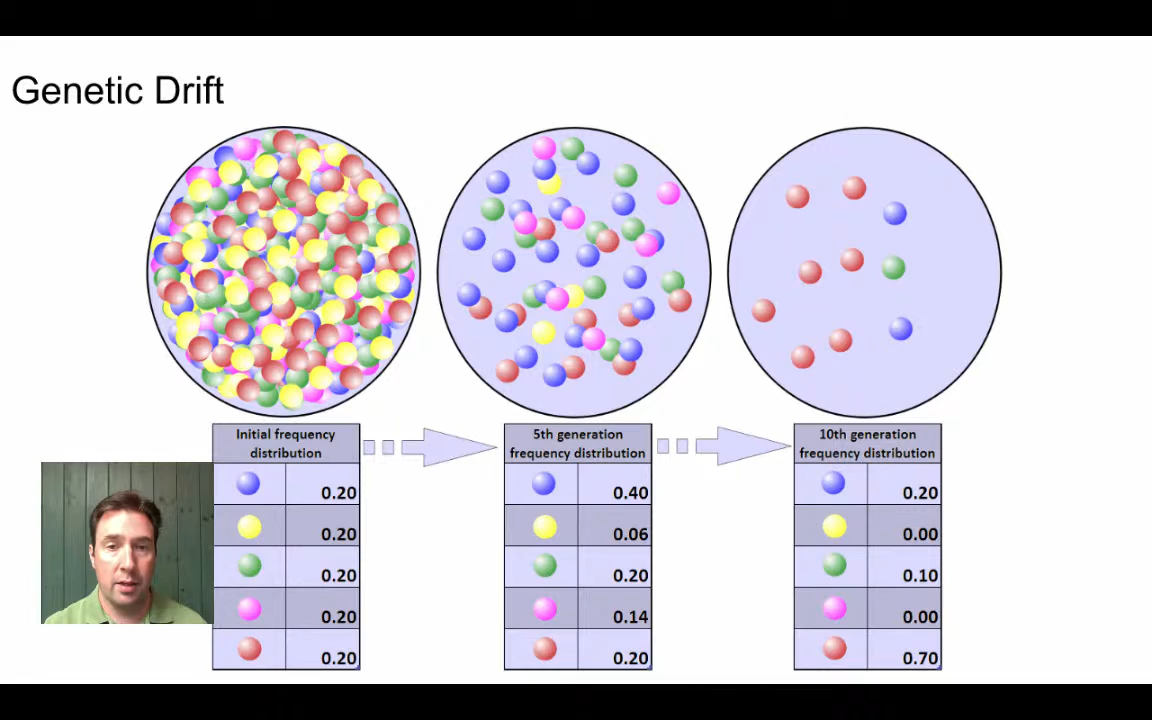 Genetic Drift
Initial frequency
distribution
0.20
0.20
0.20
0.20
0.20
5th generation
frequency distribution
0.40
0.06
0.20
0.14
0.20
10th generation
frequency distribution
0.20
0.00
0.10
0.00
0.70